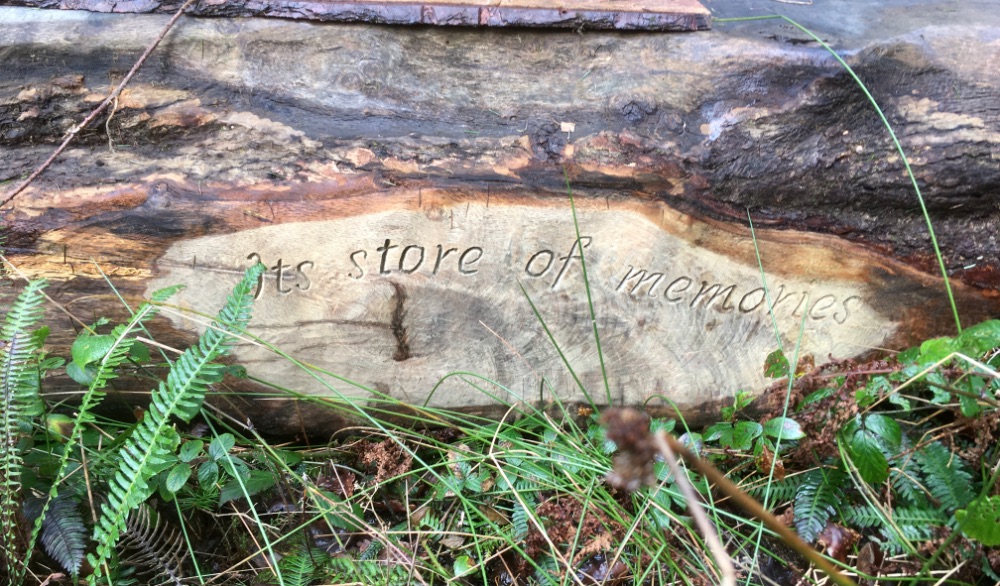 Its store of memories